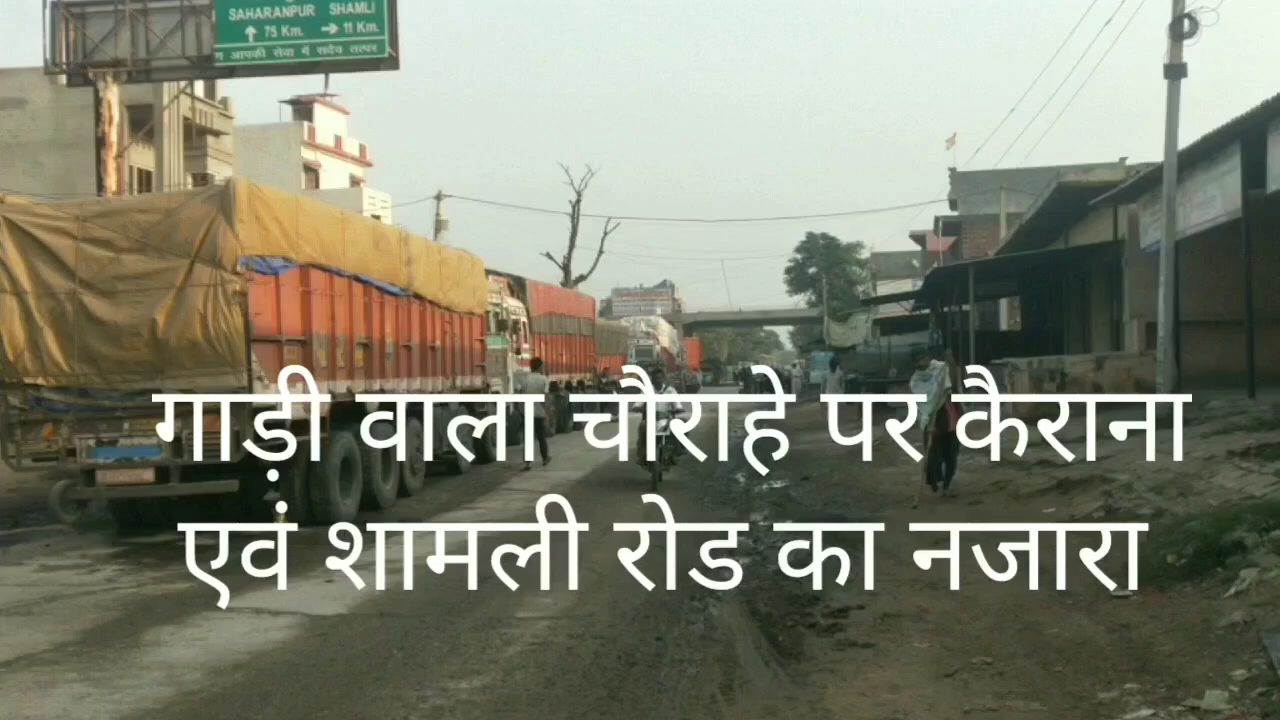 SAHARANPUR SHAMLI
↑ 75 Km. → 11 Km.
आपकी सेवा में सदैव तत्पर
गाड़ी वाला चौराहे पर कैराना
एवं शामली रोड का नजारा